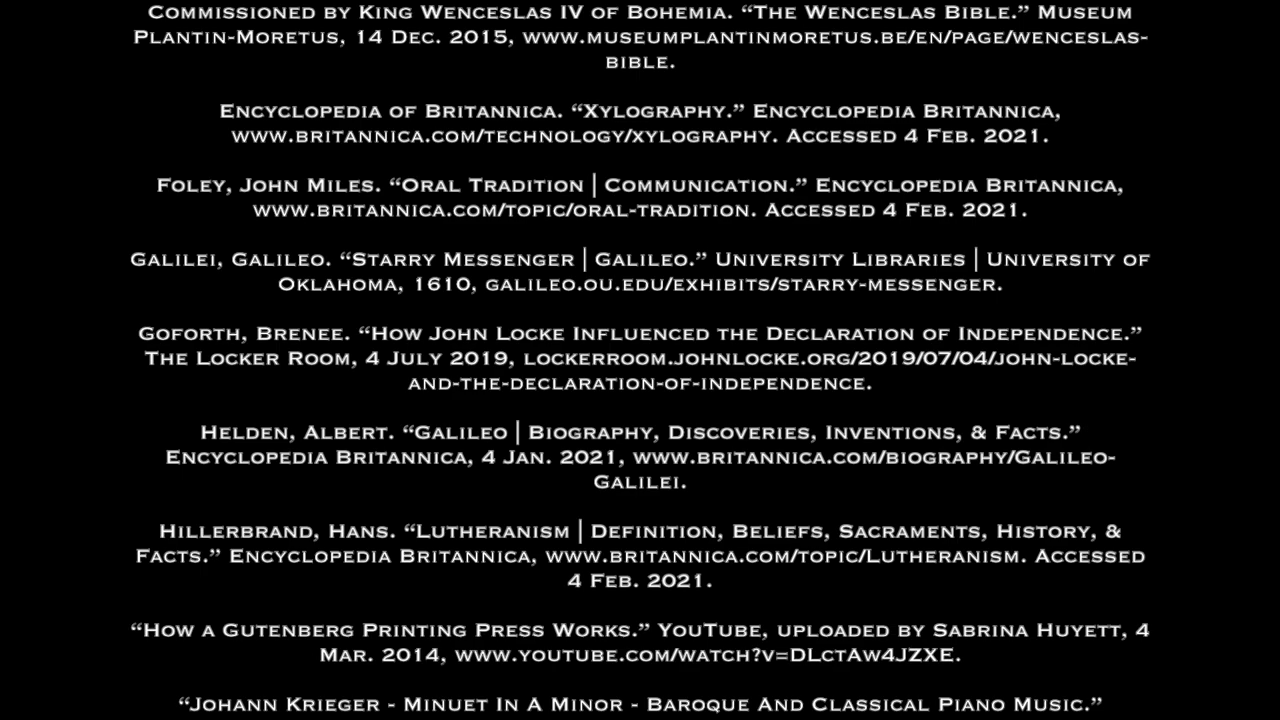 Commissioned by King Wenceslas IV of Bohemia. “The Wenceslas Bible.” Museum
Plantin-Moretus, 14 Dec. 2015, www.museumplantinmoretus.be/en/page/wenceslas-
bible.
Encyclopedia of Britannica. “Xylography.” Encyclopedia Britannica,
www.britannica.com/technology/xylography. Accessed 4 Feb. 2021.
Foley, John Miles. “Oral Tradition | Communication.” Encyclopedia Britannica,
www.britannica.com/topic/oral-tradition. Accessed 4 Feb. 2021.
Galilei, Galileo. “Starry Messenger | Galileo.” University Libraries | University of
Oklahoma, 1610, galileo.ou.edu/exhibits/starry-messenger.
Goforth, Brenee. “How John Locke Influenced the Declaration of Independence.”
The Locker Room, 4 July 2019, lockerroom.johnlocke.org/2019/07/04/john-locke-
and-the-declaration-of-independence.
Helden, Albert. “Galileo | Biography, Discoveries, Inventions, & Facts.”
Encyclopedia Britannica, 4 Jan. 2021, www.britannica.com/biography/Galileo-
Galilei.
Hillerbrand, Hans. “Lutheranism | Definition, Beliefs, Sacraments, History, &
Facts.” Encyclopedia Britannica, www.britannica.com/topic/Lutheranism. Accessed
4 Feb. 2021.
“How a Gutenberg Printing Press Works.” YouTube, uploaded by Sabrina Huyett, 4
Mar. 2014, www.youtube.com/watch?v=DLctAw4JZXE.
“Johann Krieger - Minuet In A Minor - Baroque And Classical Piano Music.”